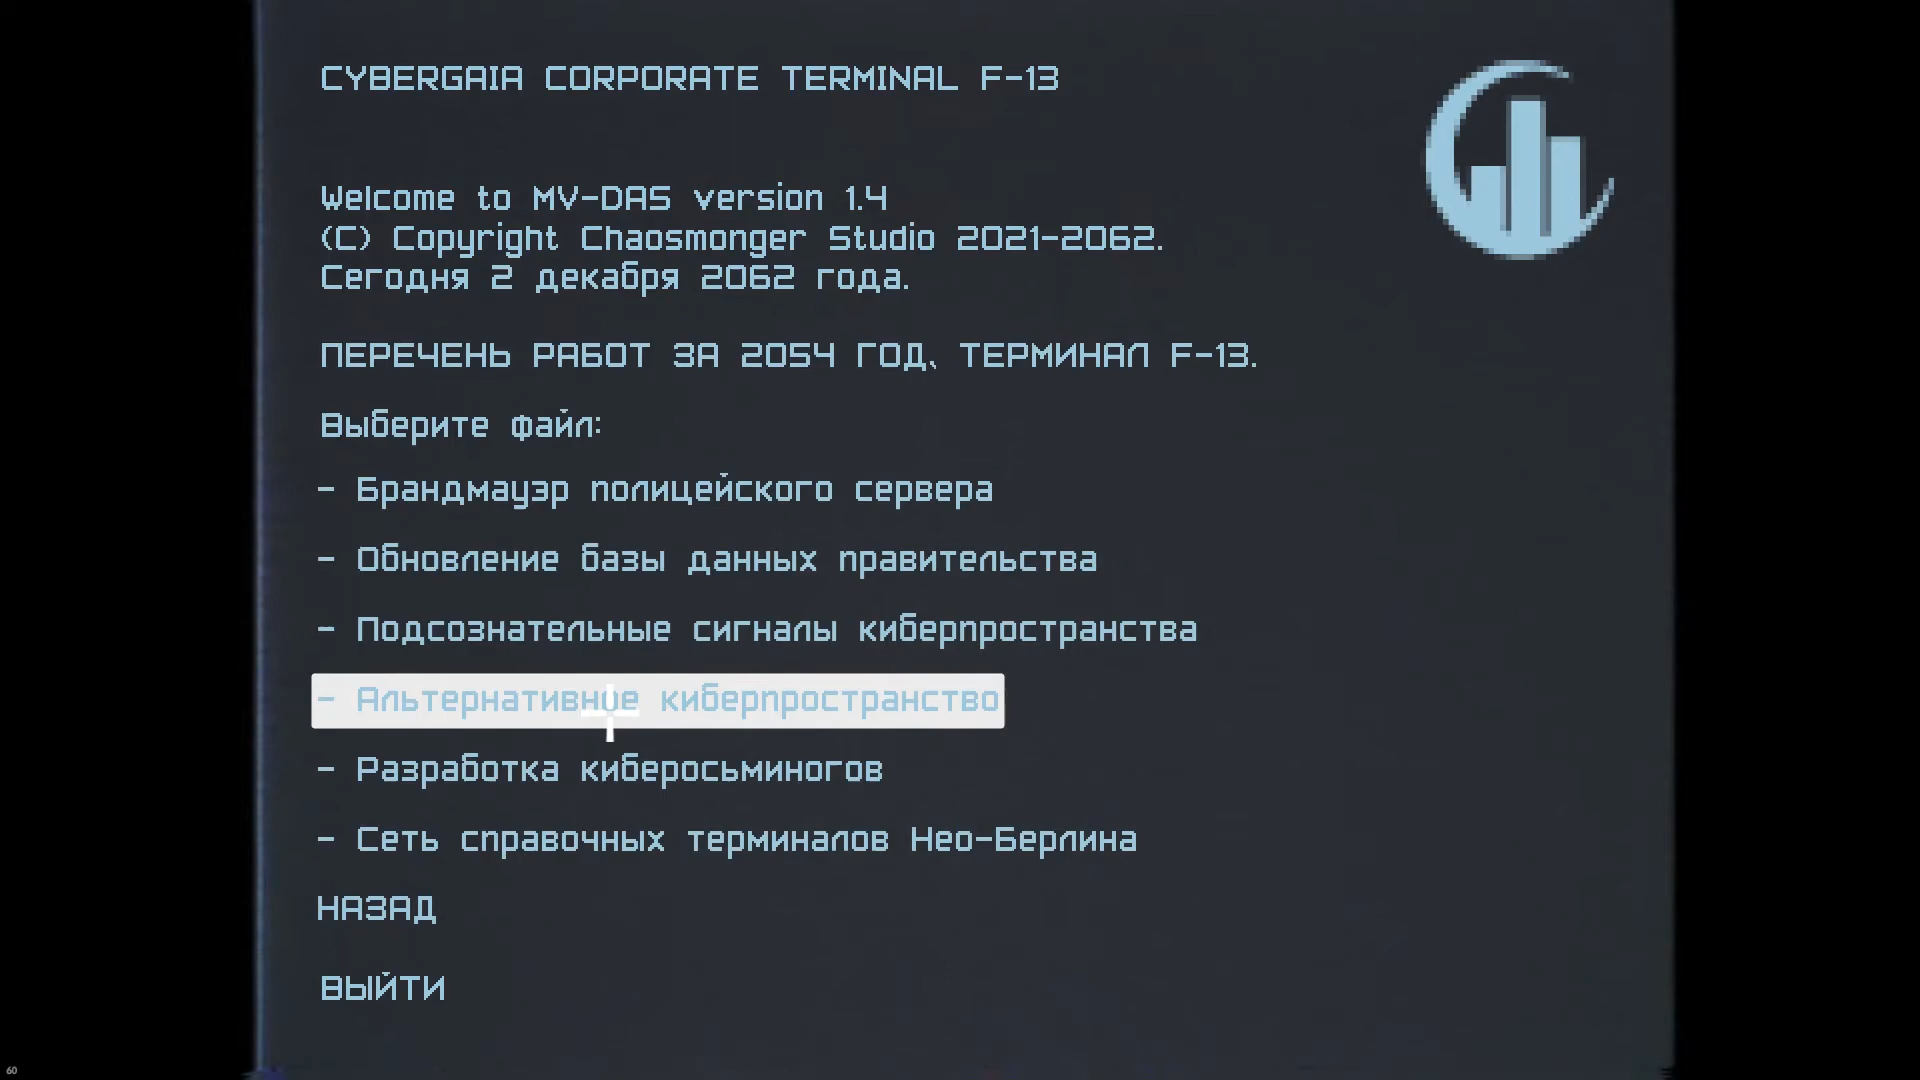 CYBERGAIA CORPORATE TERMINAL F-13
Welcome to MV-DAS version 1.4
(C) Copyright Chaosmonger Studio 2021-2062.
Сегодня 2 декабря 2062 года.
ПЕРЕЧЕНЬ РАБОТ ЗА 2054 ГОД, ТЕРМИНАЛ F-13.
Выберите файл:
- Брандмауэр полицейского сервера
- Обновление базы данных правительства
- Подсознательные сигналы киберпространства
- Альтернативное киберпространство
- Разработка киберосьминогов
- Сеть справочных терминалов Нео-Берлина
НАЗАД
ВЫЙТИ
60